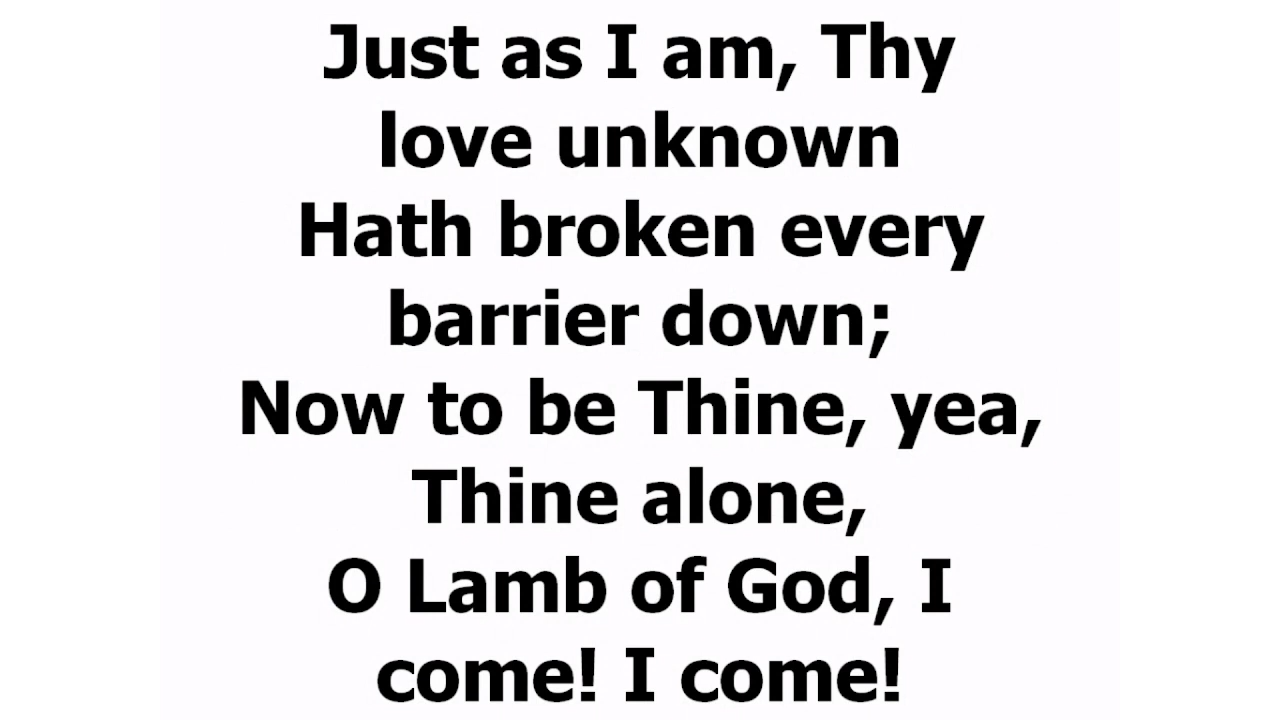 Just as I am, Thy
love unknown
Hath broken every
barrier down;
Now to be Thine, yea,
Thine alone,
O Lamb of God, I
come! I come!